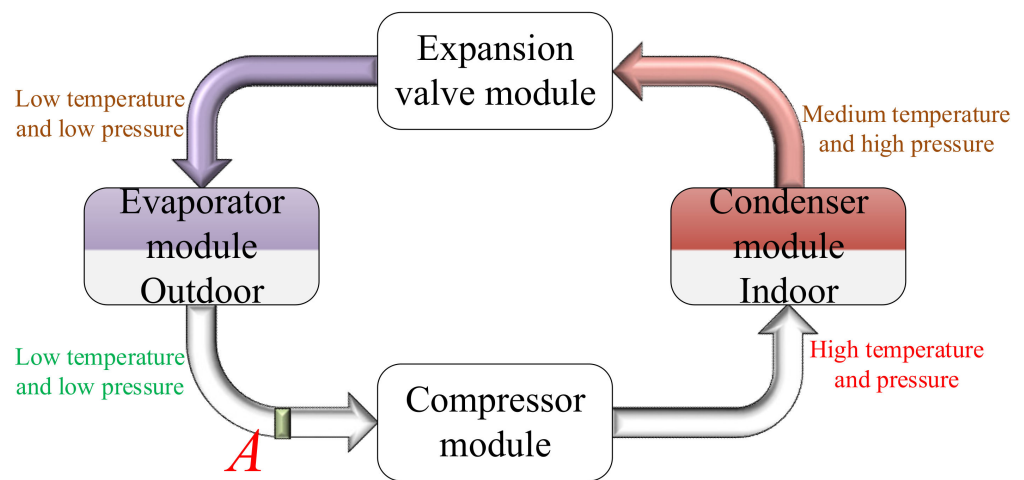 Expansion
valve module
Low temperature
and low pressure
Medium temperature
and high pressure
Evaporator
module
Outdoor
Condenser
module
Indoor
Low temperature
and low pressure
High temperature
and pressure
Compressor
module
A